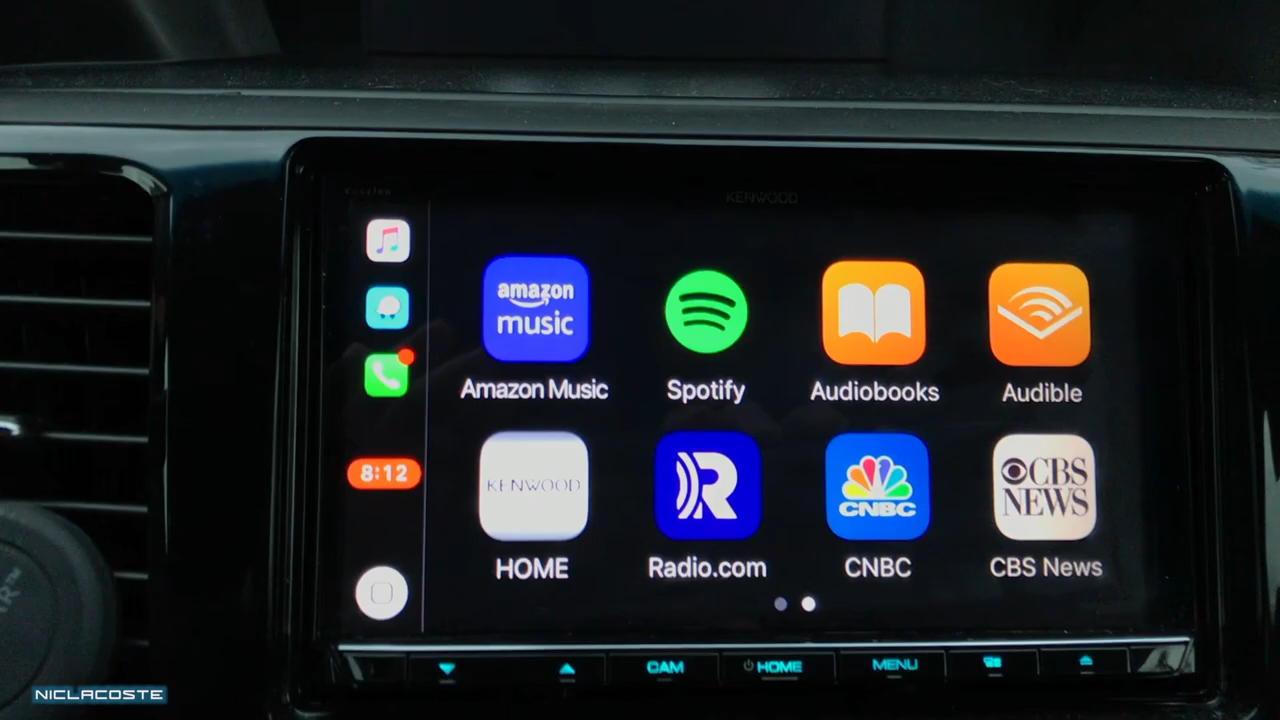 KENWOOD
amazon
music
Amazon Music
Spotify
Audiobooks
Audible
8:12
KENWOOD
R
CNBC
CBS
NEWS
HOME
Radio.com
CNBC
CBS News
CAM
HOME
MENU
NICLACOSTE